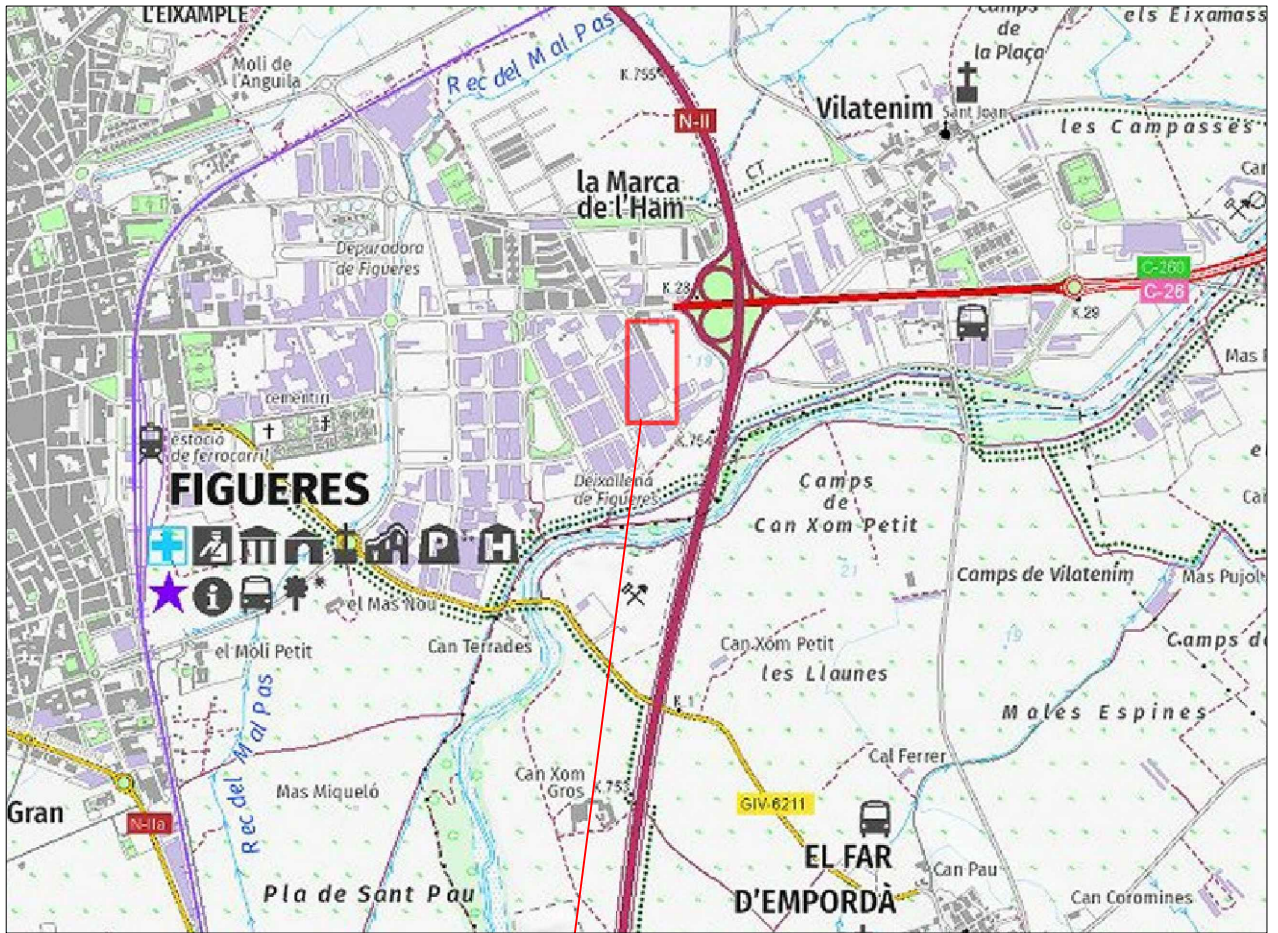 L'EIXAMPLE
Molí de
l'Anguila
Rec del Mal Pas
K.755
N-II
Camps
de
la Plaça
els Eixamass
Vilatenim
Sant Joan
les Campasses
CT
la Marca
de l'Ham
Depuradora
de Figueres
K.28
C-260
C-26
K.29
19
Mas
cementiri
estació
de ferrocarril
K.754
Deixalleria
de Figueres
FIGUERES
Camps
de
Can Xom Petit
P
H
i
21
Camps de Vilatenim
Mas Pujol
el Mas Nou
Can Terrades
el Molí Petit
Can Xom Petit
les Llaunes
19
Camps de
K.1
Males Espines
Rec del Mal Pas
Cal Ferrer
Mas Miqueló
Can Xom
Gros
K.753
GIV-6211
Gran
N-IIa
EL FAR
D'EMPORDÀ
Can Pau
Pla de Sant Pau
Can Coromines